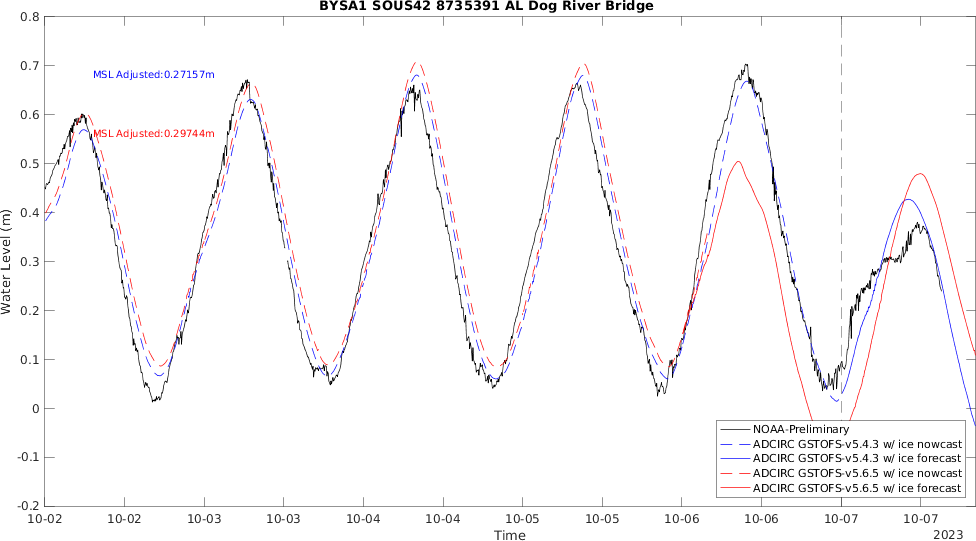 BYSA1 SOUS42 8735391 AL Dog River Bridge
0.8
0.7
0.6
0.5
0.4
0.3
0.2
0.1
0
-0.1
-0.2
Water Level (m)
MSL Adjusted:0.27157m
MSL Adjusted:0.29744m
NOAA-Preliminary
ADCIRC GSTOFS-v5.4.3 w/ ice nowcast
ADCIRC GSTOFS-v5.4.3 w/ ice forecast
ADCIRC GSTOFS-v5.6.5 w/ ice nowcast
ADCIRC GSTOFS-v5.6.5 w/ ice forecast
10-02 10-02 10-03 10-03 10-04 10-04 10-05 10-05 10-06 10-06 10-07 10-07
Time
2023